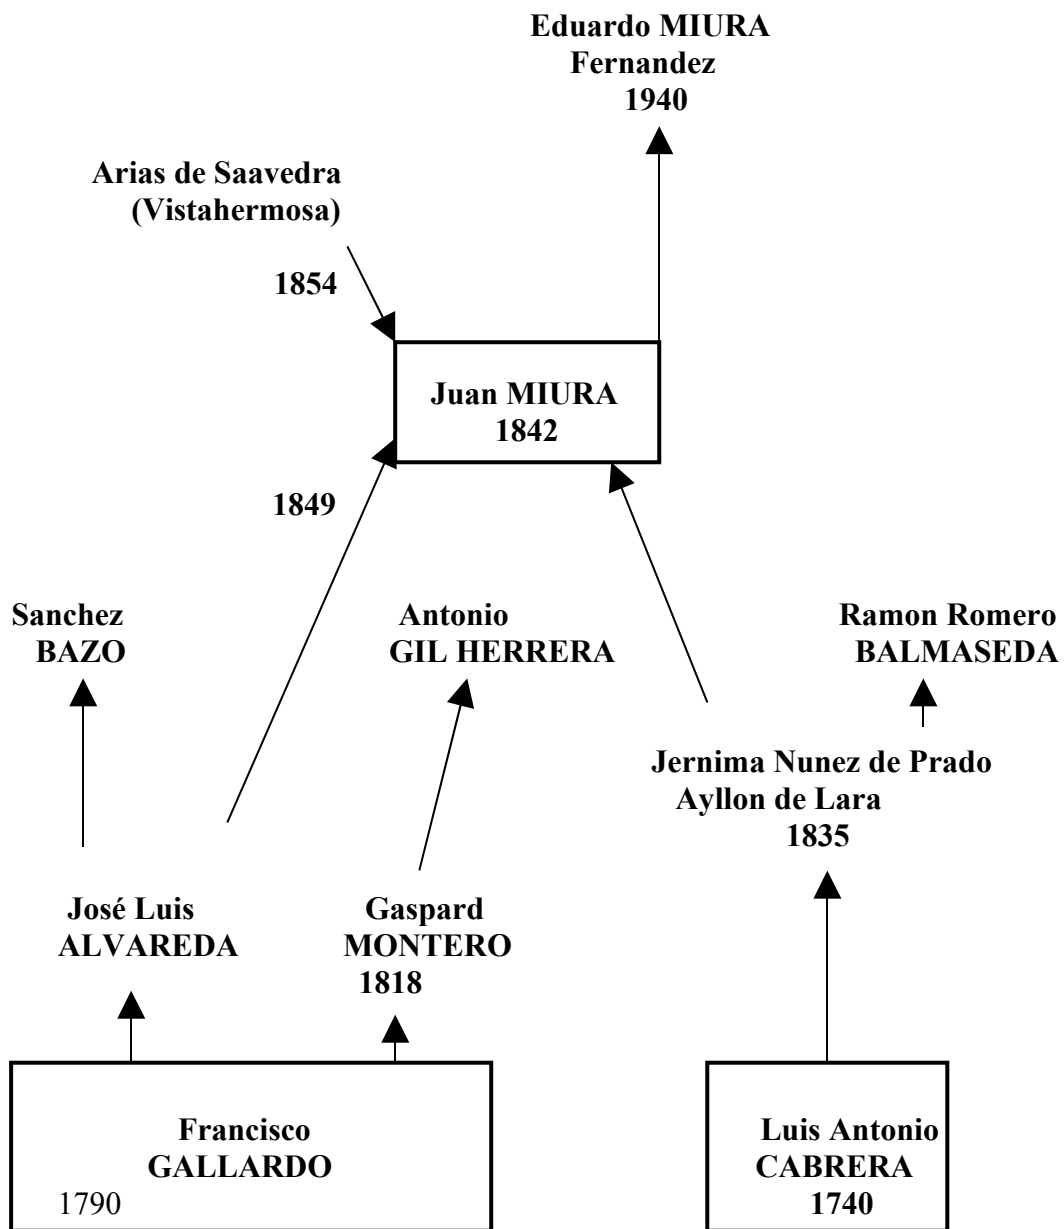 Eduardo MIURA
Fernandez
1940
Arias de Saavedra
(Vistahermosa)
1854
Juan MIURA
1842
1849
Sanchez
BAZO
Antonio
GIL HERRERA
Ramon Romero
BALMASEDA
Jernima Nunez de Prado
Ayllon de Lara
1835
José Luis
ALVAREDA
Gaspard
MONTERO
1818
Francisco
GALLARDO
1790
Luis Antonio
CABRERA
1740